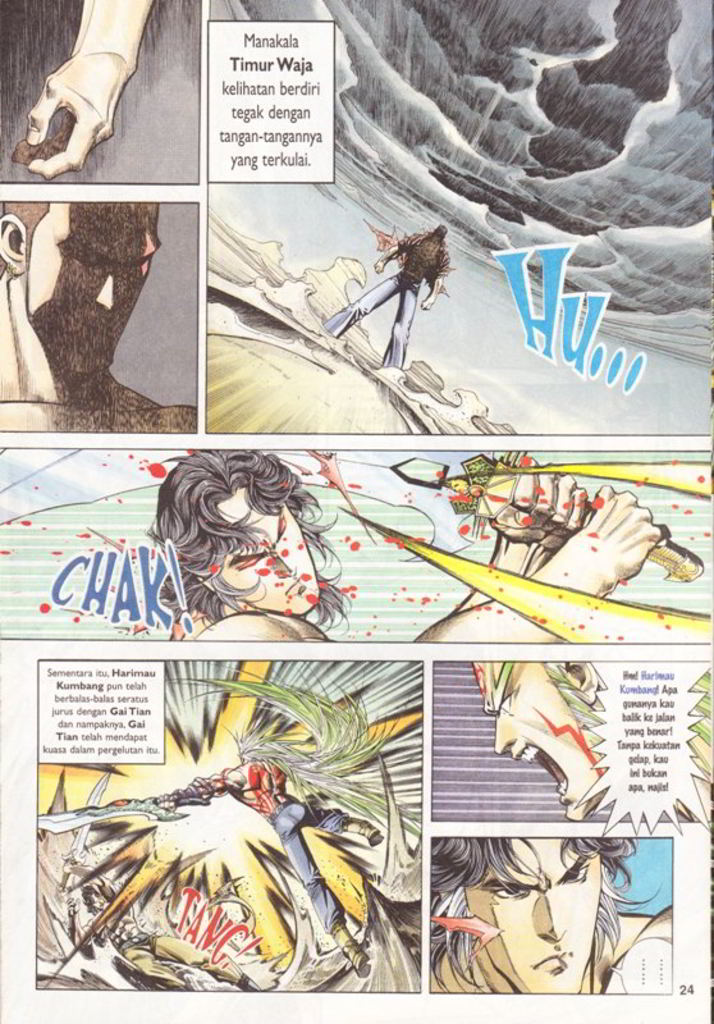 Manakala
Timur Waja
kelihatan berdiri
tegak dengan
tangan-tangannya
yang terkulai.
HU...
CHAK!
Sementara itu, Harimau
Kumbang pun telah
berbalas-balas seratus
jurus dengan Gai Tian
dan nampaknya, Gai
Tian telah mendapat
kuasa dalam pergelutan itu.
TANG!
Hm! Harimau
Kumbang! Apa
gunanya kau
balik ke jalan
yang benar!
Tanpa kekuatan
gelap, kau
ini bukan
apa, najis!
......
24